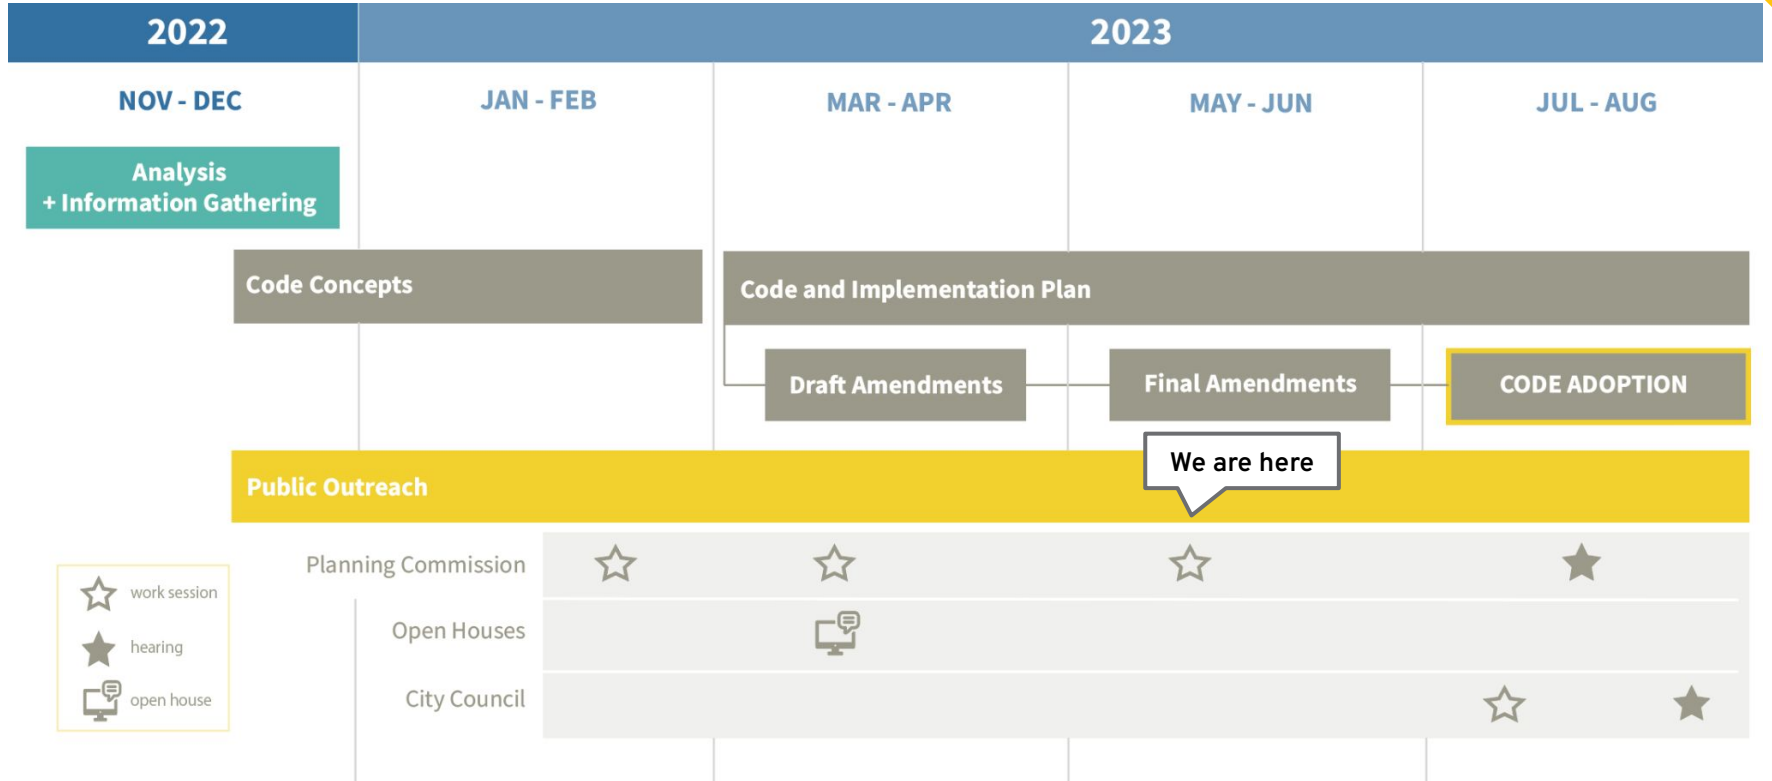 2022
2023
NOV - DEC
JAN - FEB
MAR - APR
MAY - JUN
JUL - AUG
Analysis
+ Information Gathering
Code Concepts
Code and Implementation Plan
Draft Amendments
Final Amendments
CODE ADOPTION
We are here
Public Outreach
Planning Commission
Open Houses
City Council
work session
hearing
open house